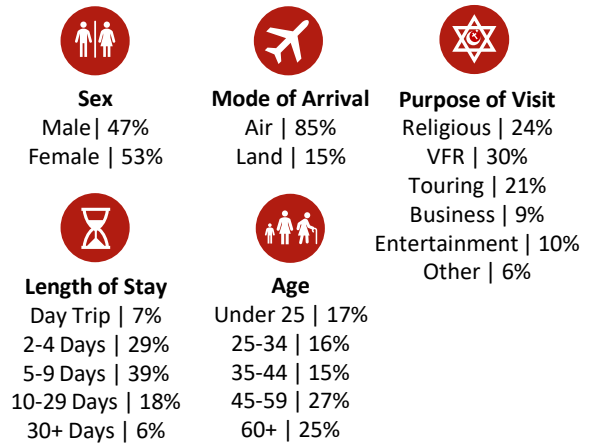 Sex
Male| 47%
Female | 53%
Mode of Arrival
Air | 85%
Land | 15%
Purpose of Visit
Religious | 24%
VFR | 30%
Touring | 21%
Business | 9%
Entertainment | 10%
Other | 6%
Length of Stay
Day Trip | 7%
2-4 Days | 29%
5-9 Days | 39%
10-29 Days | 18%
30+ Days | 6%
Age
Under 25 | 17%
25-34 | 16%
35-44 | 15%
45-59 | 27%
60+ | 25%